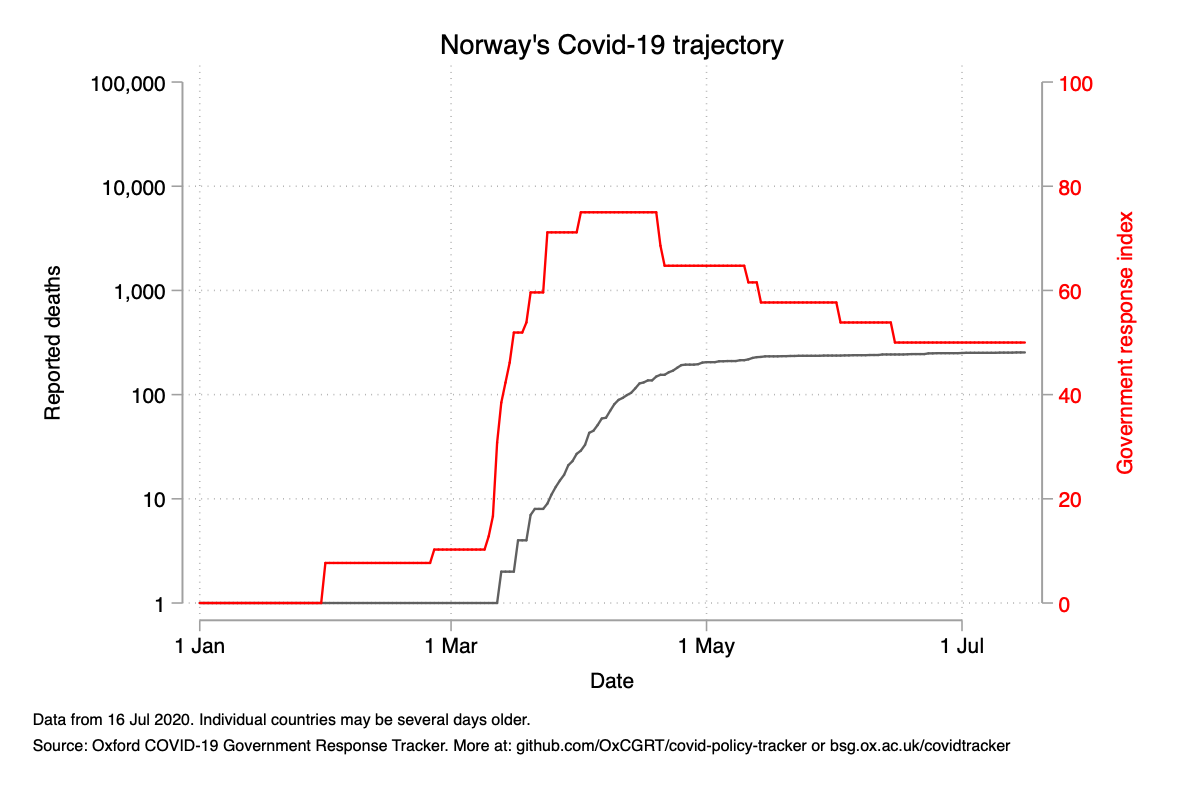 Norway's Covid-19 trajectory
100,000
10,000
1,000
100
10
1
Reported deaths
100
80
60
40
20
0
Government response index
1 Jan
1 Mar
1 May
1 Jul
Date
Data from 16 Jul 2020. Individual countries may be several days older.
Source: Oxford COVID-19 Government Response Tracker. More at: github.com/OxCGRT/covid-policy-tracker or bsg.ox.ac.uk/covidtracker